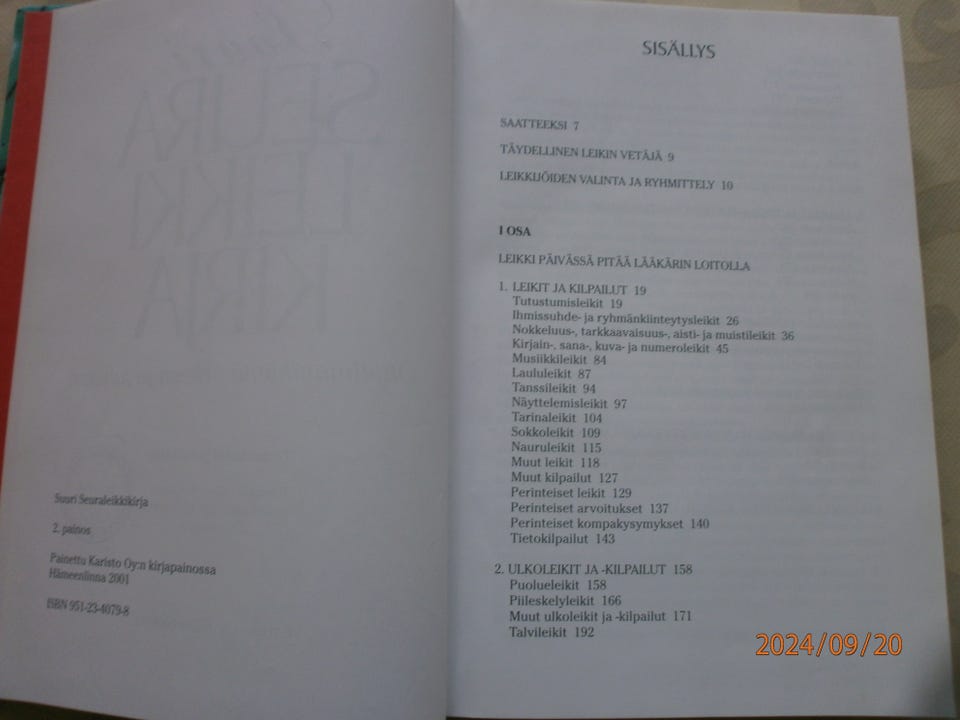 Suuri Seuraleikkikirja
2. painos
Painettu Karisto Oy:n kirjapainossa
Hämeenlinna 2001
ISBN 951-23-4079-8
SISÄLLYS
SAATTEEKSI 7
TÄYDELLINEN LEIKIN VETÄJÄ 9
LEIKKIJÖIDEN VALINTA JA RYHMITTELY 10
I OSA
LEIKKI PÄIVÄSSÄ PITÄÄ LÄÄKÄRIN LOITOLLA
1. LEIKIT JA KILPAILUT 19
Tutustumisleikit 19
Ihmissuhde- ja ryhmänkiinteytysleikit 26
Nokkeluus-, tarkkaavaisuus-, aisti- ja muistileikit 36
Kirjain-, sana-, kuva- ja numeroleikit 45
Musiikkileikit 84
Laululeikit 87
Tanssileikit 94
Näyttelemisleikit 97
Tarinaleikit 104
Sokkoleikit 109
Nauruleikit 115
Muut leikit 118
Muut kilpailut 127
Perinteiset leikit 129
Perinteiset arvoitukset 137
Perinteiset kompakysymykset 140
Tietokilpailut 143
2. ULKOLEIKIT JA -KILPAILUT 158
Puolueleikit 158
Piileskelyleikit 166
Muut ulkoleikit ja -kilpailut 171
Talvileikit 192
2024/09/20